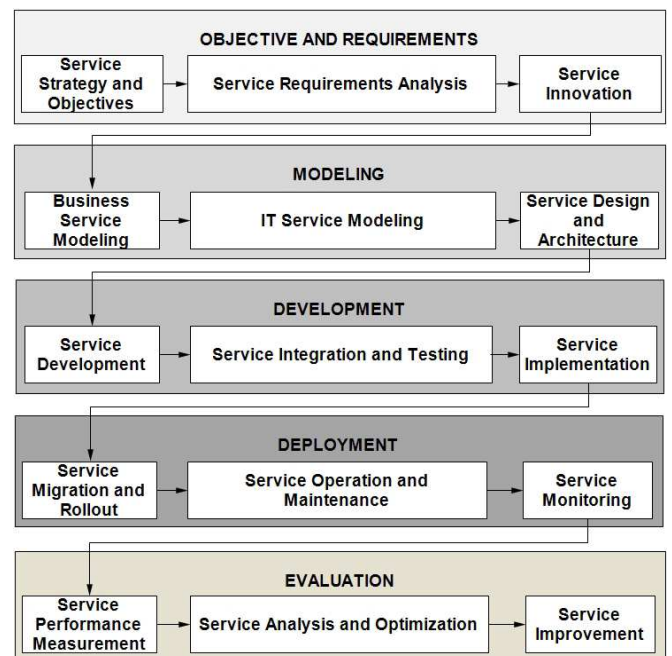 OBJECTIVE AND REQUIREMENTS
Service
Strategy and
Objectives
Service Requirements Analysis
Service
Innovation
MODELING
Business
Service
Modeling
IT Service Modeling
Service Design
and
Architecture
DEVELOPMENT
Service
Development
Service Integration and Testing
Service
Implementation
DEPLOYMENT
Service
Migration and
Rollout
Service Operation and
Maintenance
Service
Monitoring
EVALUATION
Service
Performance
Measurement
Service Analysis and Optimization
Service
Improvement